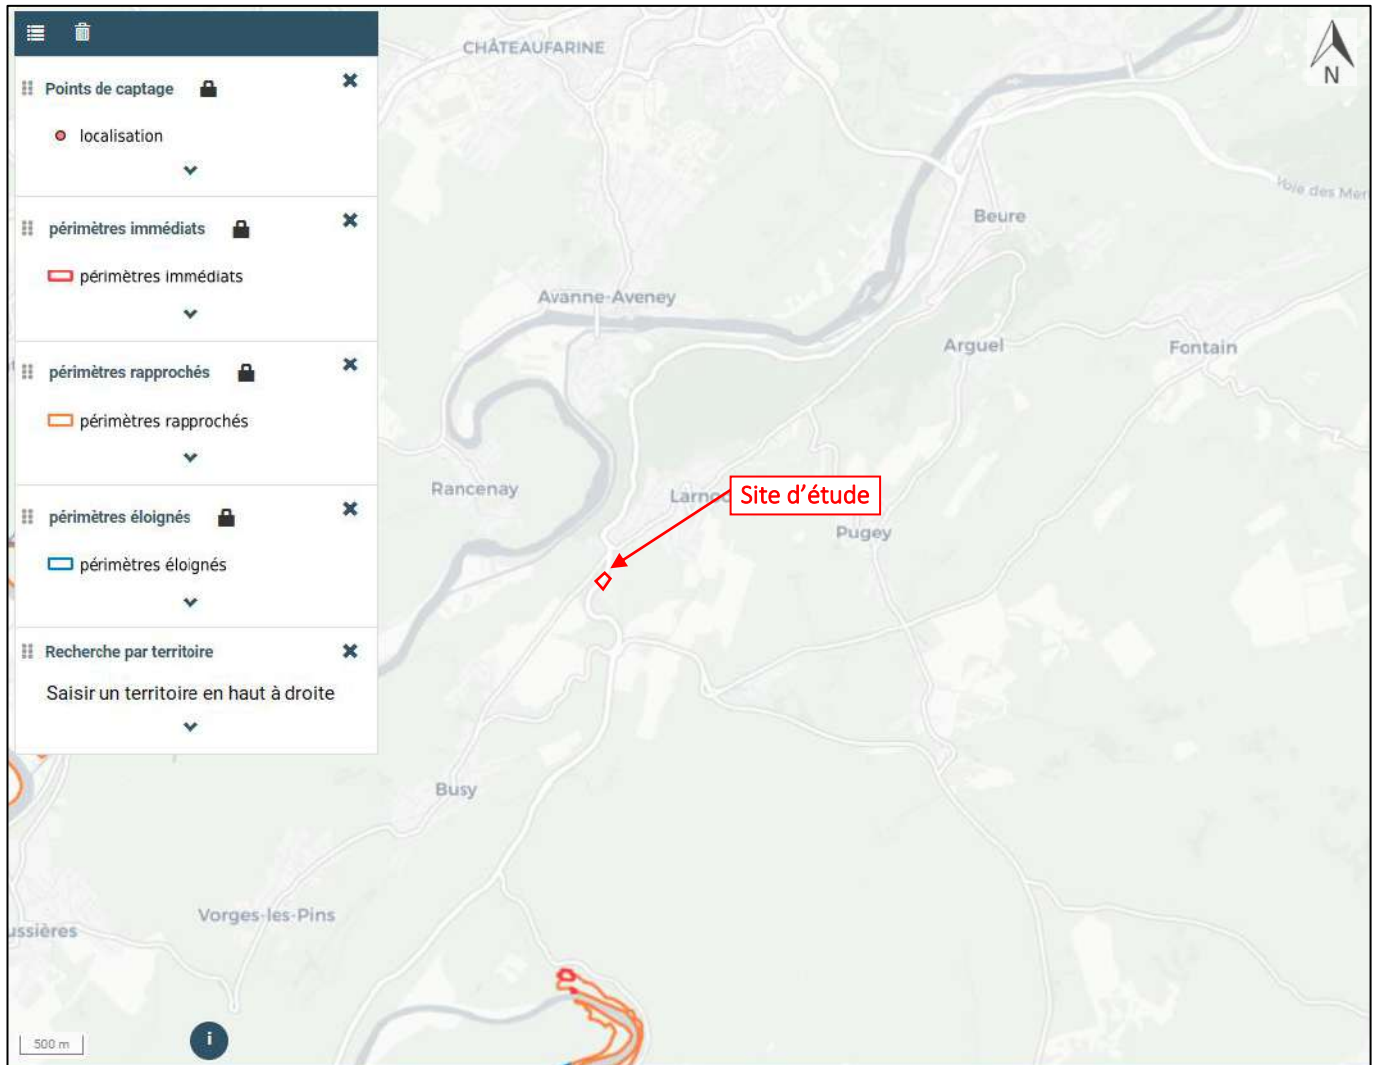 CHÂTEAUFARINE
N
Points de captage
localisation
Voie des Mer
périmètres immédiats
Beure
périmètres immédiats
Avanne-Aveney
Arguel
Fontain
périmètres rapprochés
périmètres rapprochés
Rancenay
Larnod
Site d'étude
périmètres éloignés
Pugey
périmètres éloignés
Recherche par territoire
Saisir un territoire en haut à droite
Busy
Vorges-les-Pins
ussières
500 m
i